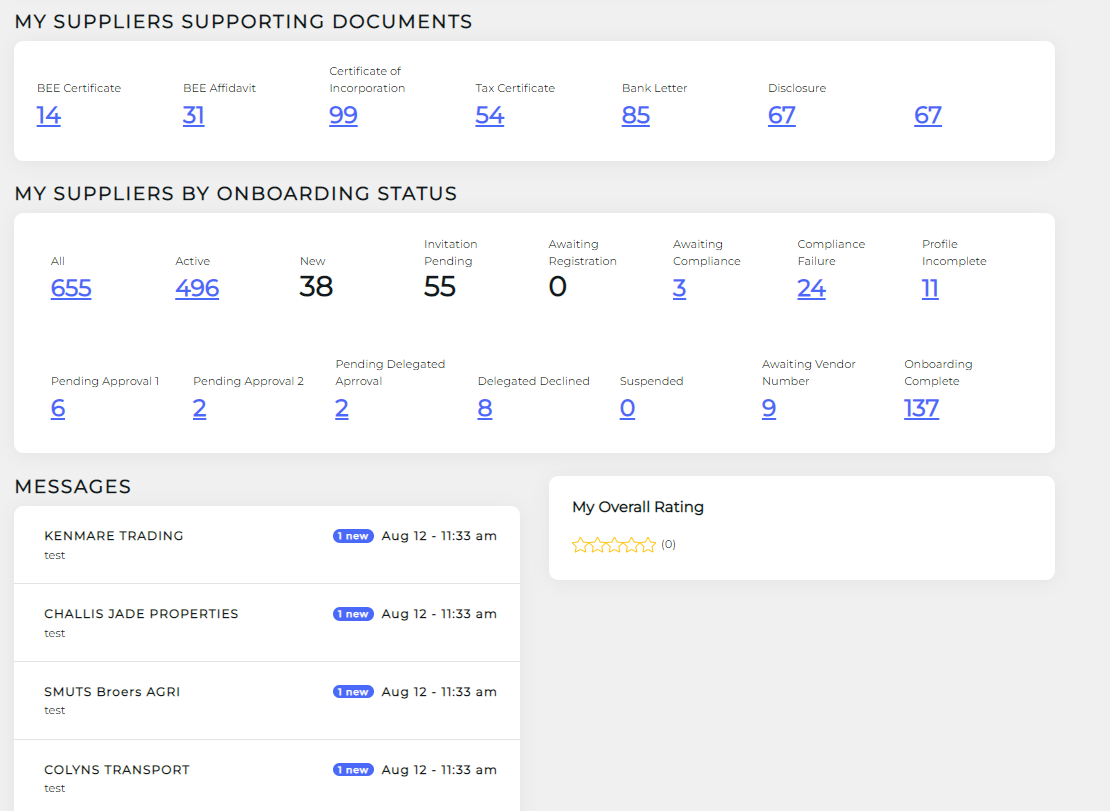 MY SUPPLIERS SUPPORTING DOCUMENTS
BEE Certificate
14
BEE Affidavit
31
Certificate of
Incorporation
99
Tax Certificate
54
Bank Letter
85
Disclosure
67
67
MY SUPPLIERS BY ONBOARDING STATUS
All
655
Active
496
New
38
Invitation
Pending
55
Awaiting
Registration
0
Awaiting
Compliance
3
Compliance
Failure
24
Profile
Incomplete
11
Pending Approval 1
6
Pending Approval 2
2
Pending Delegated
Aprroval
2
Delegated Declined
8
Suspended
0
Awaiting Vendor
Number
9
Onboarding
Complete
137
MESSAGES
KENMARE TRADING 1 new Aug 12 - 11:33 am
test
CHALLIS JADE PROPERTIES 1 new Aug 12 - 11:33 am
test
SMUTS Broers AGRI 1 new Aug 12 - 11:33 am
test
COLYNS TRANSPORT 1 new Aug 12 - 11:33 am
test
My Overall Rating
(0)